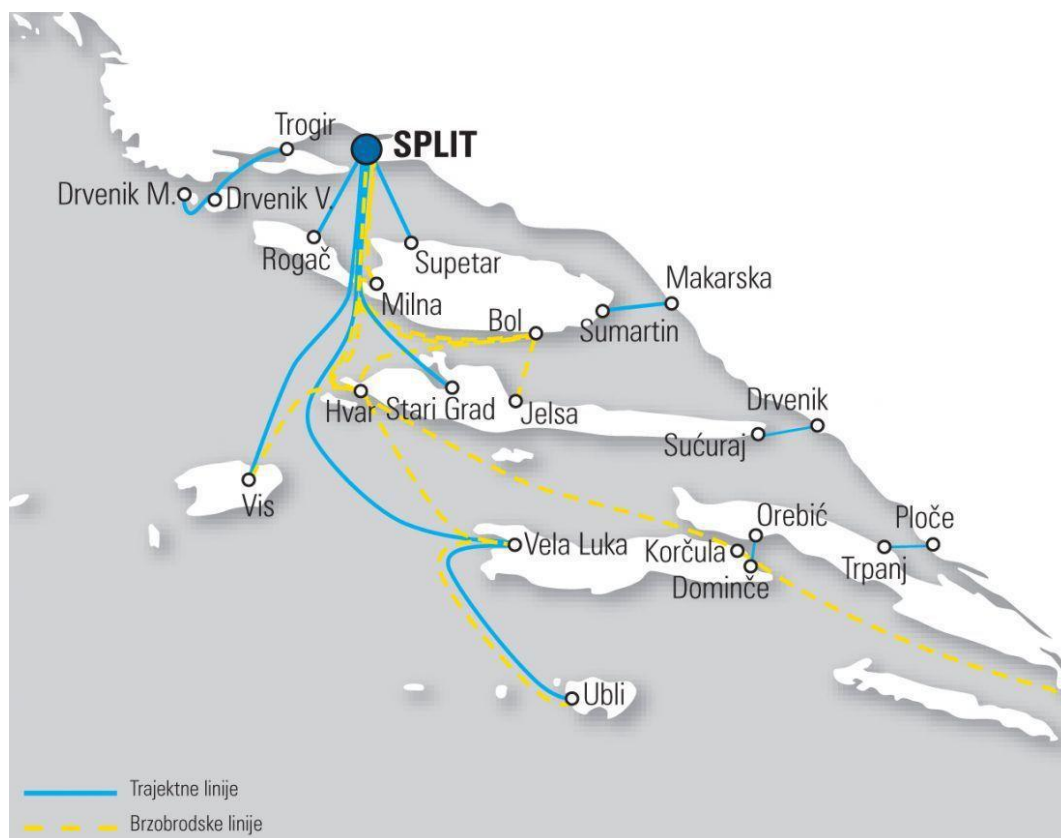 Trogir
SPLIT
Drvenik M.
Drvenik V.
Rogač
Supetar
Milna
Makarska
Bol
Sumartin
Hvar
Stari Grad
Jelsa
Drvenik
Sućuraj
Vis
Orebić
Ploče
Vela Luka
Korčula
Trpanj
Dominče
Ubli
Trajektne linije
Brzobrodske linije